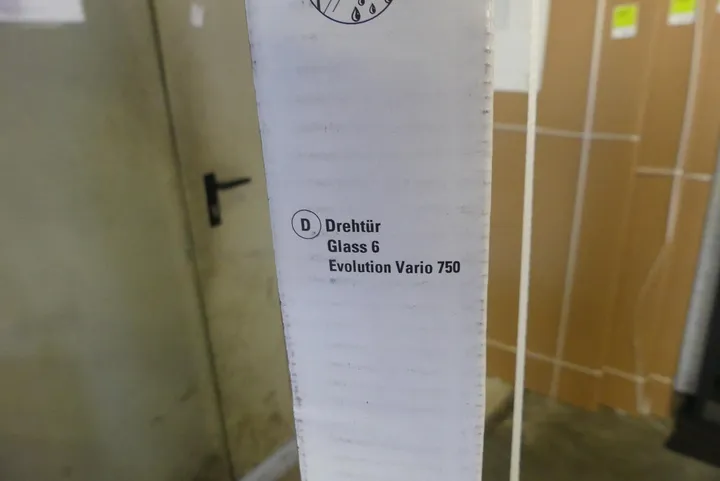 D Drehtür
Glass 6
Evolution Vario 750